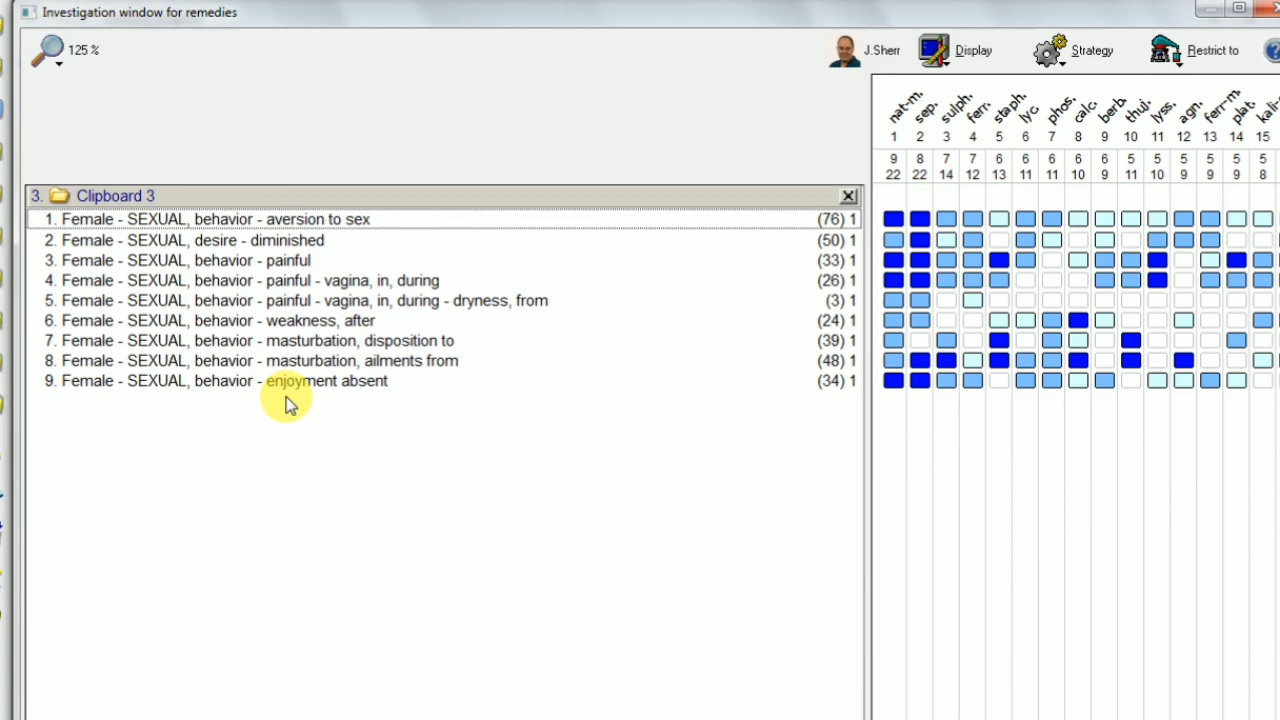 Investigation window for remedies
125 %
J.Sherr
Display
Strategy
Restrict to
nat-m. sep. sulph. ferr. staph. lyc. phos. calc. berb. thuj. lyss. agn. ferr-m. plat.
1 2 3 4 5 6 7 8 9 10 11 12 13 14 15
9 8 7 7 6 6 6 6 6 5 5 5 5 5 5
22 22 14 12 13 11 11 10 9 11 10 9 9 9 8
3. Clipboard 3
1. Female - SEXUAL, behavior - aversion to sex (76) 1
2. Female - SEXUAL, desire - diminished (50) 1
3. Female - SEXUAL, behavior - painful (33) 1
4. Female - SEXUAL, behavior - painful - vagina, in, during (26) 1
5. Female - SEXUAL, behavior - painful - vagina, in, during - dryness, from (3) 1
6. Female - SEXUAL, behavior - weakness, after (24) 1
7. Female - SEXUAL, behavior - masturbation, disposition to (39) 1
8. Female - SEXUAL, behavior - masturbation, ailments from (48) 1
9. Female - SEXUAL, behavior - enjoyment absent (34) 1